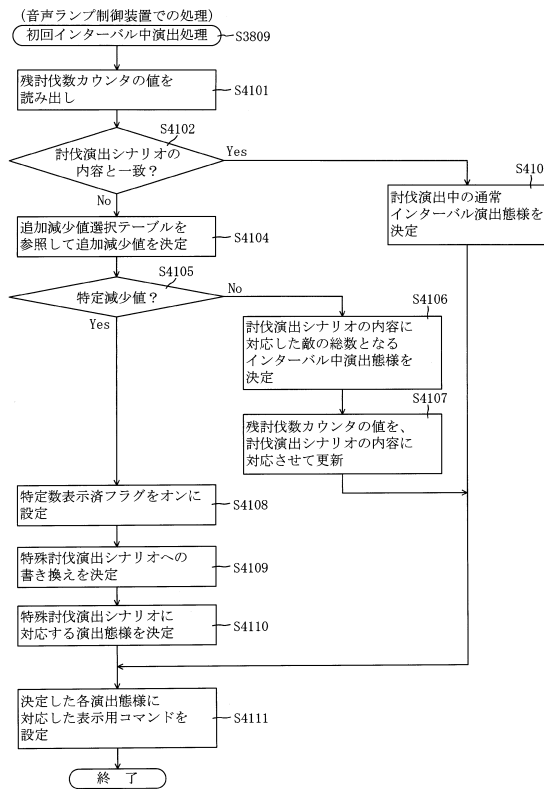 (音声ランプ制御装置での処理)
初回インターバル中演出処理
S3809
残討伐数カウンタの値を
読み出し
S4101
S4102
討伐演出シナリオの
内容と一致?
Yes
No
S410
討伐演出中の通常
インターバル演出態様を
決定
追加減少値選択テーブルを
参照して追加減少値を決定
S4104
S4105
特定減少値?
No
Yes
S4106
討伐演出シナリオの内容に
対応した敵の総数となる
インターバル中演出態様を
決定
S4107
残討伐数カウンタの値を、
討伐演出シナリオの内容に
対応させて更新
特定数表示済フラグをオンに
設定
S4108
特殊討伐演出シナリオへの
書き換えを決定
S4109
特殊討伐演出シナリオに
対応する演出態様を決定
S4110
決定した各演出態様に
対応した表示用コマンドを
設定
S4111
終 了